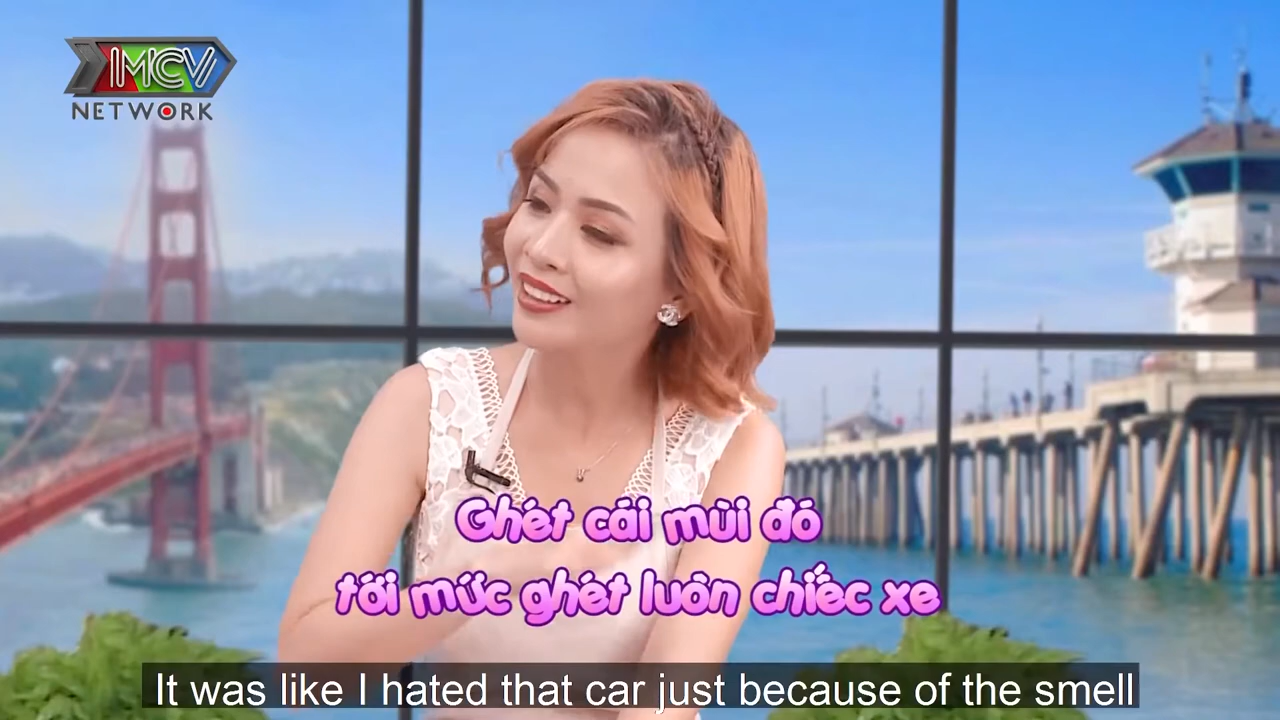 MCV
NETWORK
Ghét cái mùi đó
tới mức ghét luôn chiếc xe
It was like I hated that car just because of the smell